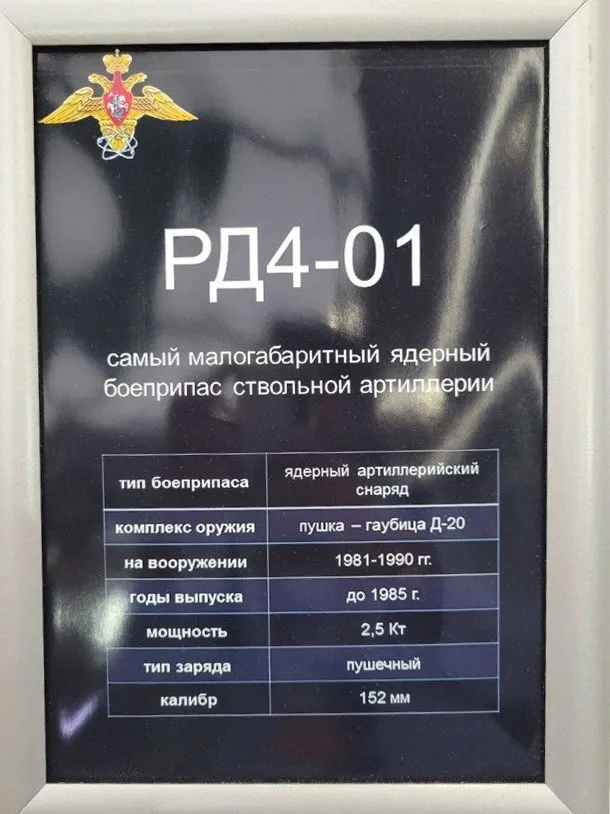 РД4-01
самый малогабаритный ядерный
боеприпас ствольной артиллерии
тип боеприпаса
ядерный артиллерийский
снаряд
комплекс оружия
пушка – гаубица Д-20
на вооружении
1981-1990 гг.
годы выпуска
до 1985 г.
мощность
2,5 Кт
тип заряда
пушечный
калибр
152 мм